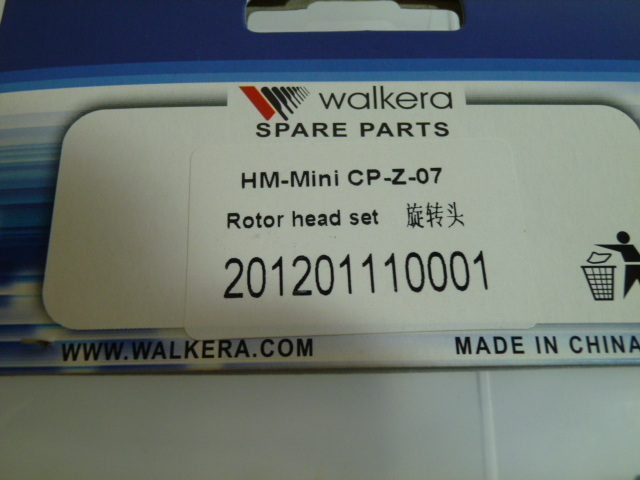 walkera
SPARE PARTS
HM-Mini CP-Z-07
Rotor head set 旋转头
201201110001
WWW.WALKERA.COM
MADE IN CHINA